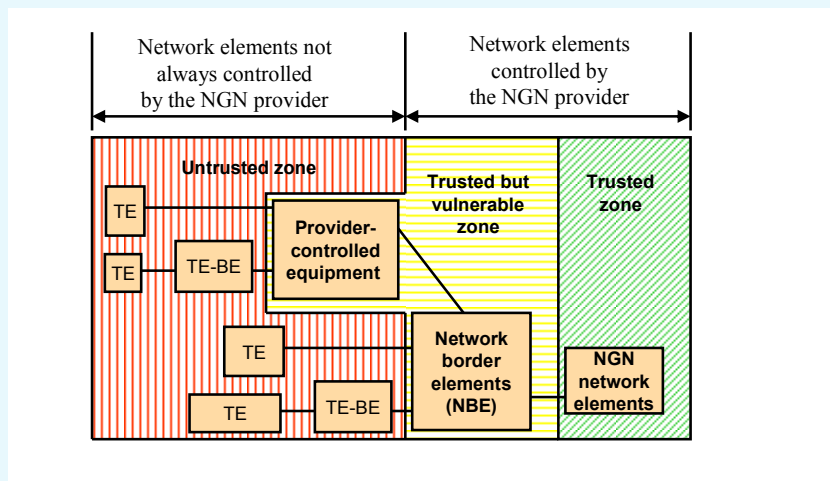 Network elements not
always controlled
by the NGN provider
Network elements
controlled by
the NGN provider
Untrusted zone
Trusted but
vulnerable
zone
Trusted
zone
TE
Provider-
controlled
equipment
TE
TE-BE
TE
Network
border
elements
(NBE)
NGN
network
elements
TE
TE-BE